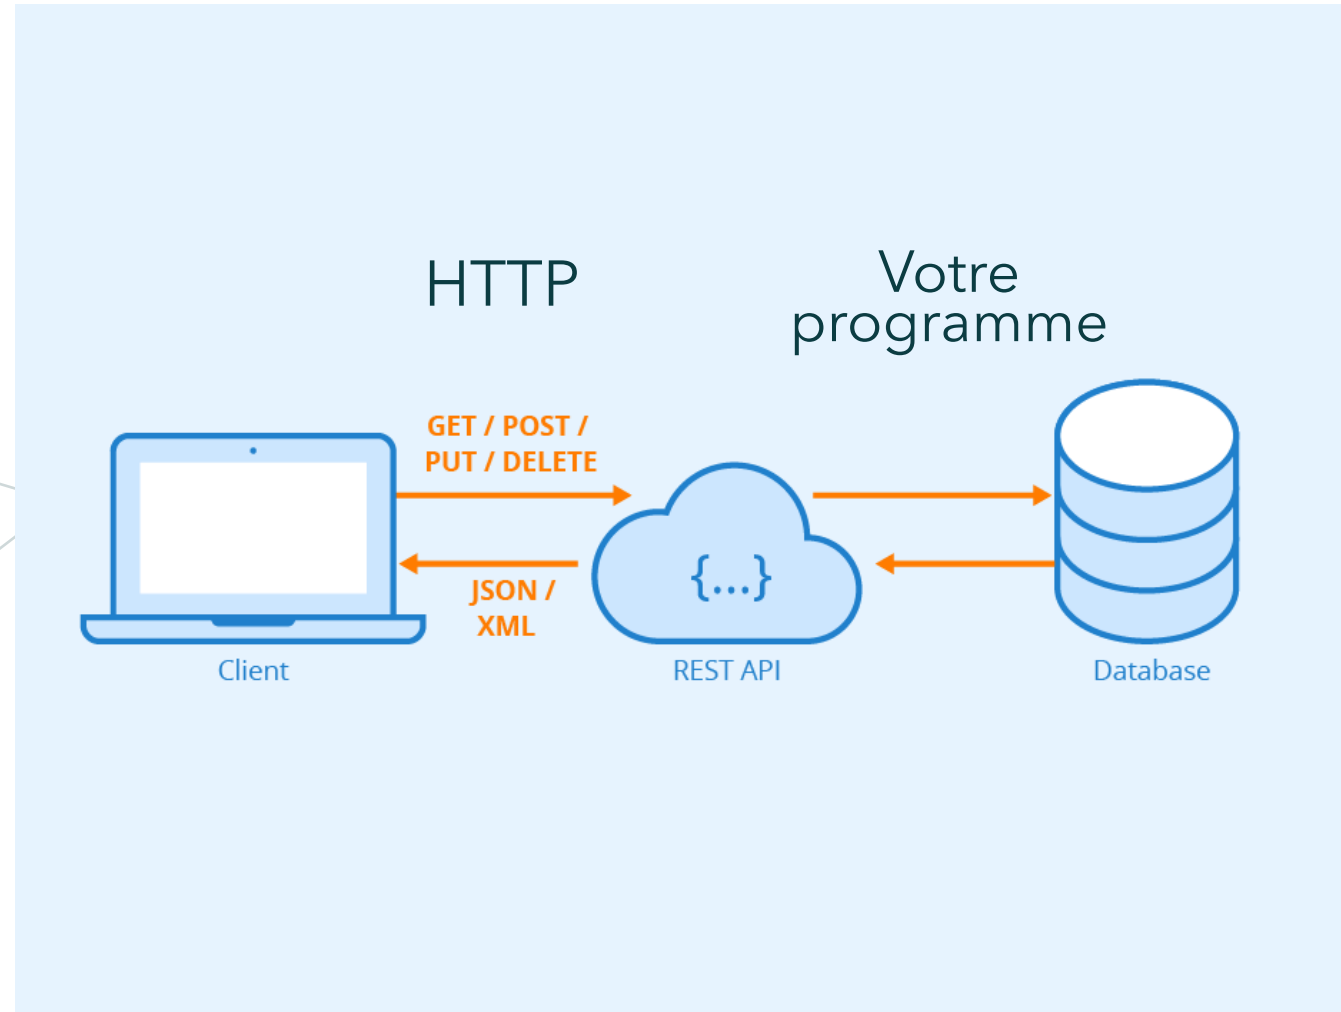 HTTP
Votre
programme
GET / POST /
PUT / DELETE
{...}
JSON /
XML
Client
REST API
Database